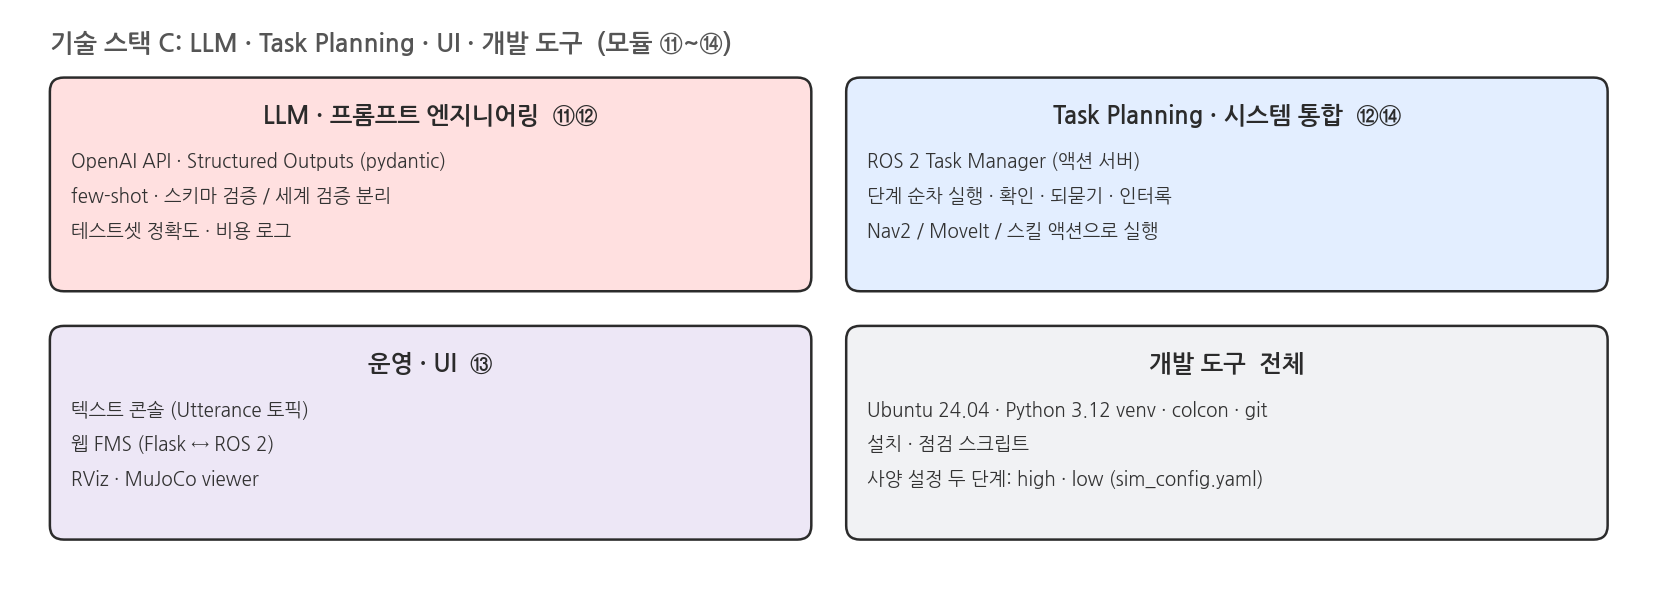 기술 스택 C: LLM · Task Planning · UI · 개발 도구 (모듈 ⑪~⑭)
LLM · 프롬프트 엔지니어링 ⑪⑫
OpenAI API · Structured Outputs (pydantic)
few-shot · 스키마 검증 / 세계 검증 분리
테스트셋 정확도 · 비용 로그
Task Planning · 시스템 통합 ⑫⑭
ROS 2 Task Manager (액션 서버)
단계 순차 실행 · 확인 · 되묻기 · 인터록
Nav2 / MoveIt / 스킬 액션으로 실행
운영 · UI ⑬
텍스트 콘솔 (Utterance 토픽)
웹 FMS (Flask ↔ ROS 2)
RViz · MuJoCo viewer
개발 도구 전체
Ubuntu 24.04 · Python 3.12 venv · colcon · git
설치 · 점검 스크립트
사양 설정 두 단계: high · low (sim_config.yaml)